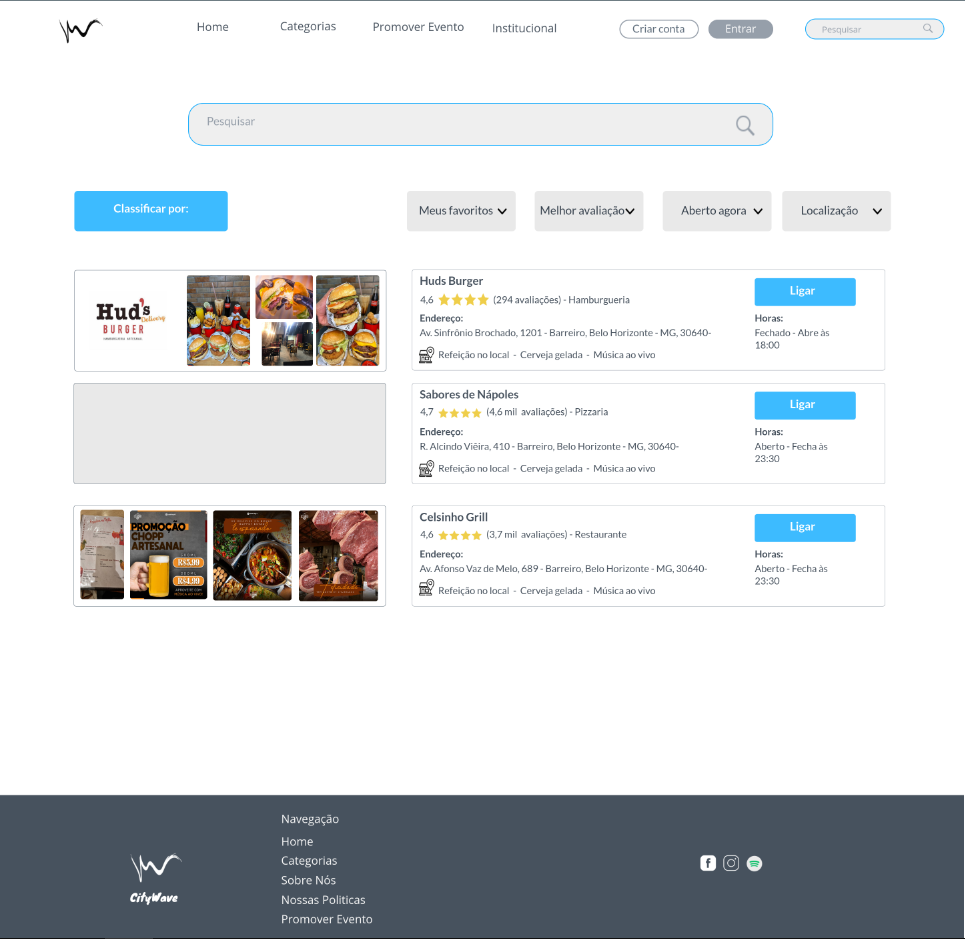 Home
Categorias
Promover Evento
Institucional
Criar conta
Entrar
Pesquisar
Pesquisar
Classificar por:
Meus favoritos
Melhor avaliação
Aberto agora
Localização
Hud's
Delivery
BURGER
Huds Burger
4,6 (294 avaliações) - Hamburgueria
Endereço:
Av. Sinfrônio Brochado, 1201 - Barreiro, Belo Horizonte - MG, 30640-
Refeição no local - Cerveja gelada - Música ao vivo
Ligar
Horas:
Fechado - Abre às
18:00
Sabores de Nápoles
4,7 (4,6 mil avaliações) - Pizzaria
Endereço:
R. Alcindo Viêira, 410 - Barreiro, Belo Horizonte - MG, 30640-
Refeição no local - Cerveja gelada - Música ao vivo
Ligar
Horas:
Aberto - Fecha às
23:30
PROMOÇÃO
CHOPP
ARTESANAL
R$5,99
R$4,99
Celsinho Grill
4,6 (3,7 mil avaliações) - Restaurante
Endereço:
Av. Afonso Vaz de Melo, 689 - Barreiro, Belo Horizonte - MG, 30640-
Refeição no local - Cerveja gelada - Música ao vivo
Ligar
Horas:
Aberto - Fecha às
23:30
CityWave
Navegação
Home
Categorias
Sobre Nós
Nossas Politicas
Promover Evento